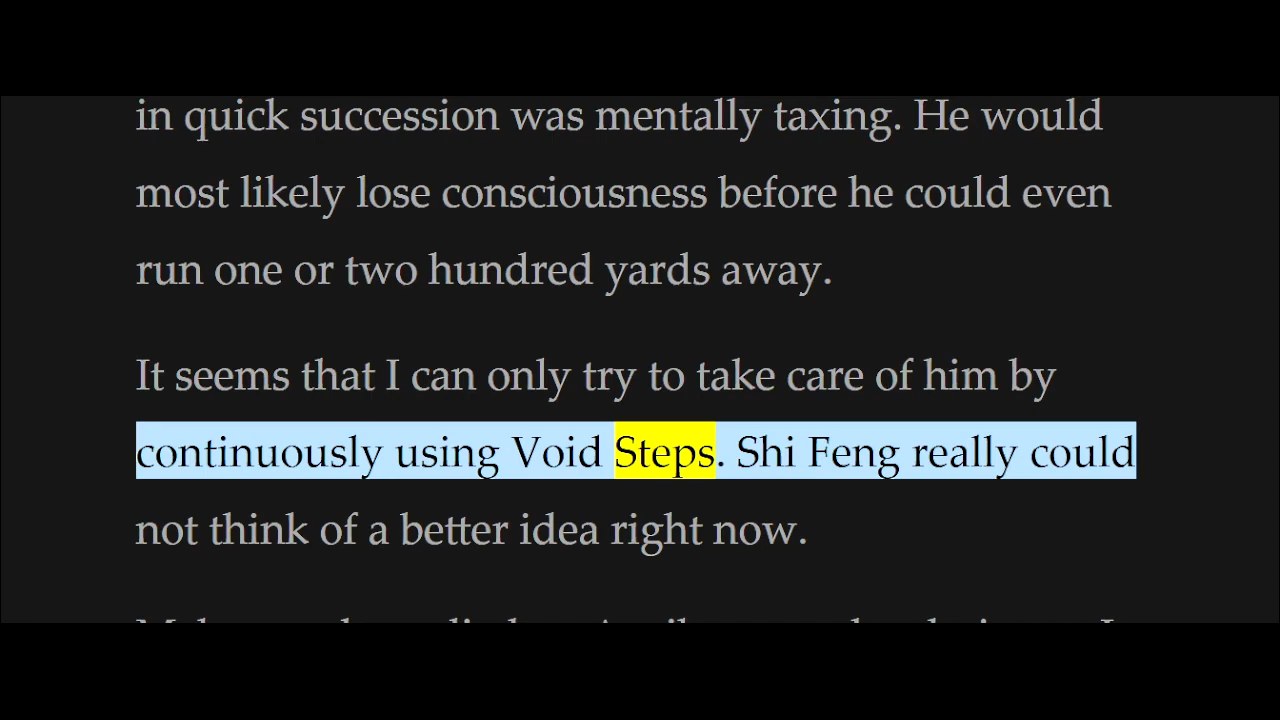 in quick succession was mentally taxing. He would
most likely lose consciousness before he could even
run one or two hundred yards away.
It seems that I can only try to take care of him by
continuously using Void Steps. Shi Feng really could
not think of a better idea right now.